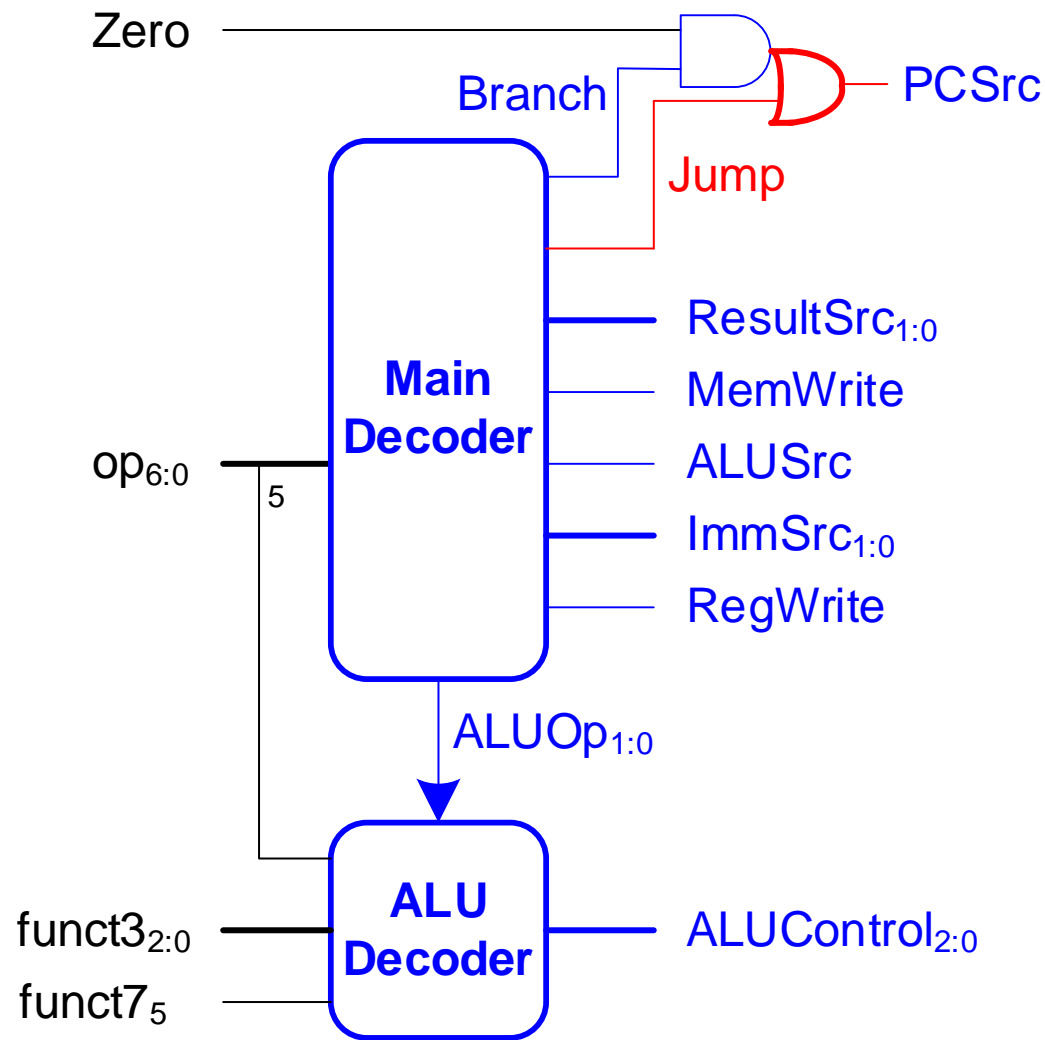 Zero
Branch
PCSrc
Jump
ResultSrc1:0
Main
Decoder
MemWrite
op6:0
5
ALUSrc
ImmSrc1:0
RegWrite
ALUOp1:0
ALU
Decoder
funct32:0
ALUControl2:0
funct75